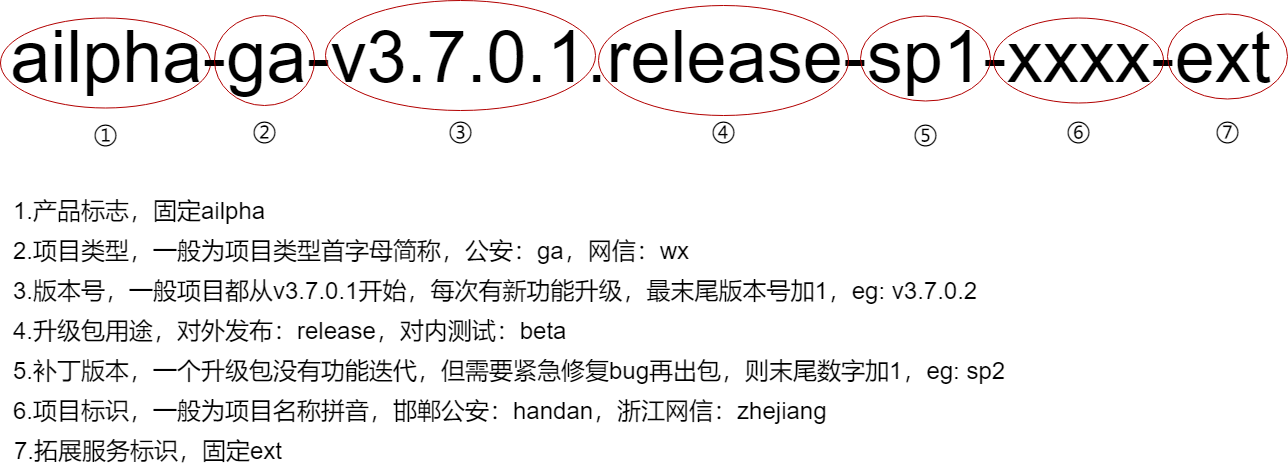 ailpha-ga-v3.7.0.1.release-sp1-xxxx-ext
① ② ③ ④ ⑤ ⑥ ⑦
1.产品标志，固定ailpha
2.项目类型，一般为项目类型首字母简称，公安：ga，网信：wx
3.版本号，一般项目都从v3.7.0.1开始，每次有新功能升级，最末尾版本号加1，eg: v3.7.0.2
4.升级包用途，对外发布：release，对内测试：beta
5.补丁版本，一个升级包没有功能迭代，但需要紧急修复bug再出包，则末尾数字加1，eg: sp2
6.项目标识，一般为项目名称拼音，邯郸公安：handan，浙江网信：zhejiang
7.拓展服务标识，固定ext